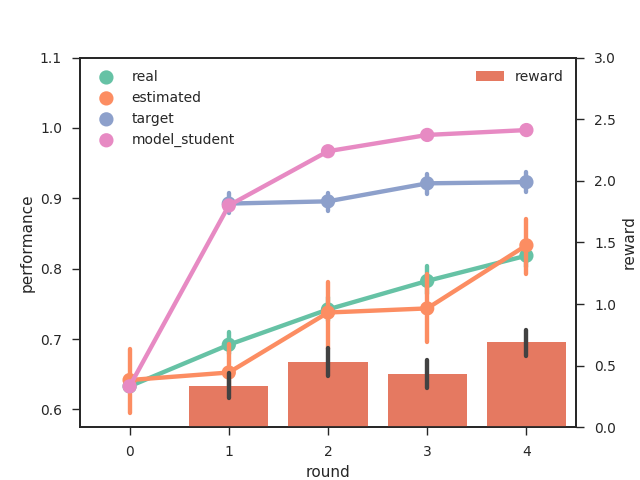 real
estimated
target
model_student
reward
performance
1.1
1.0
0.9
0.8
0.7
0.6
3.0
2.5
2.0
1.5
1.0
0.5
0.0
reward
0 1 2 3 4
round